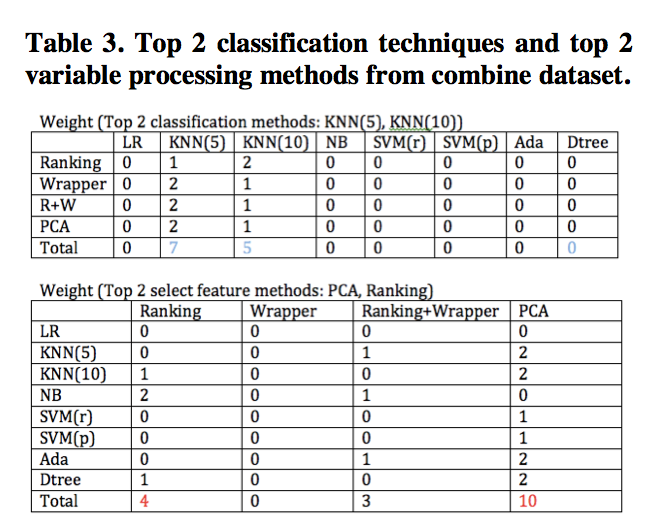 Table 3. Top 2 classification techniques and top 2
variable processing methods from combine dataset.
Weight (Top 2 classification methods: KNN(5), KNN(10))
LR KNN(5) KNN(10) NB SVM(r) SVM(p) Ada Dtree
Ranking 0 1 2 0 0 0 0 0
Wrapper 0 2 1 0 0 0 0 0
R+W 0 2 1 0 0 0 0 0
PCA 0 2 1 0 0 0 0 0
Total 0 7 5 0 0 0 0 0
Weight (Top 2 select feature methods: PCA, Ranking)
Ranking Wrapper Ranking+Wrapper PCA
LR 0 0 0 0
KNN(5) 0 0 1 2
KNN(10) 1 0 0 2
NB 2 0 1 0
SVM(r) 0 0 0 1
SVM(p) 0 0 0 1
Ada 0 0 1 2
Dtree 1 0 0 2
Total 4 0 3 10